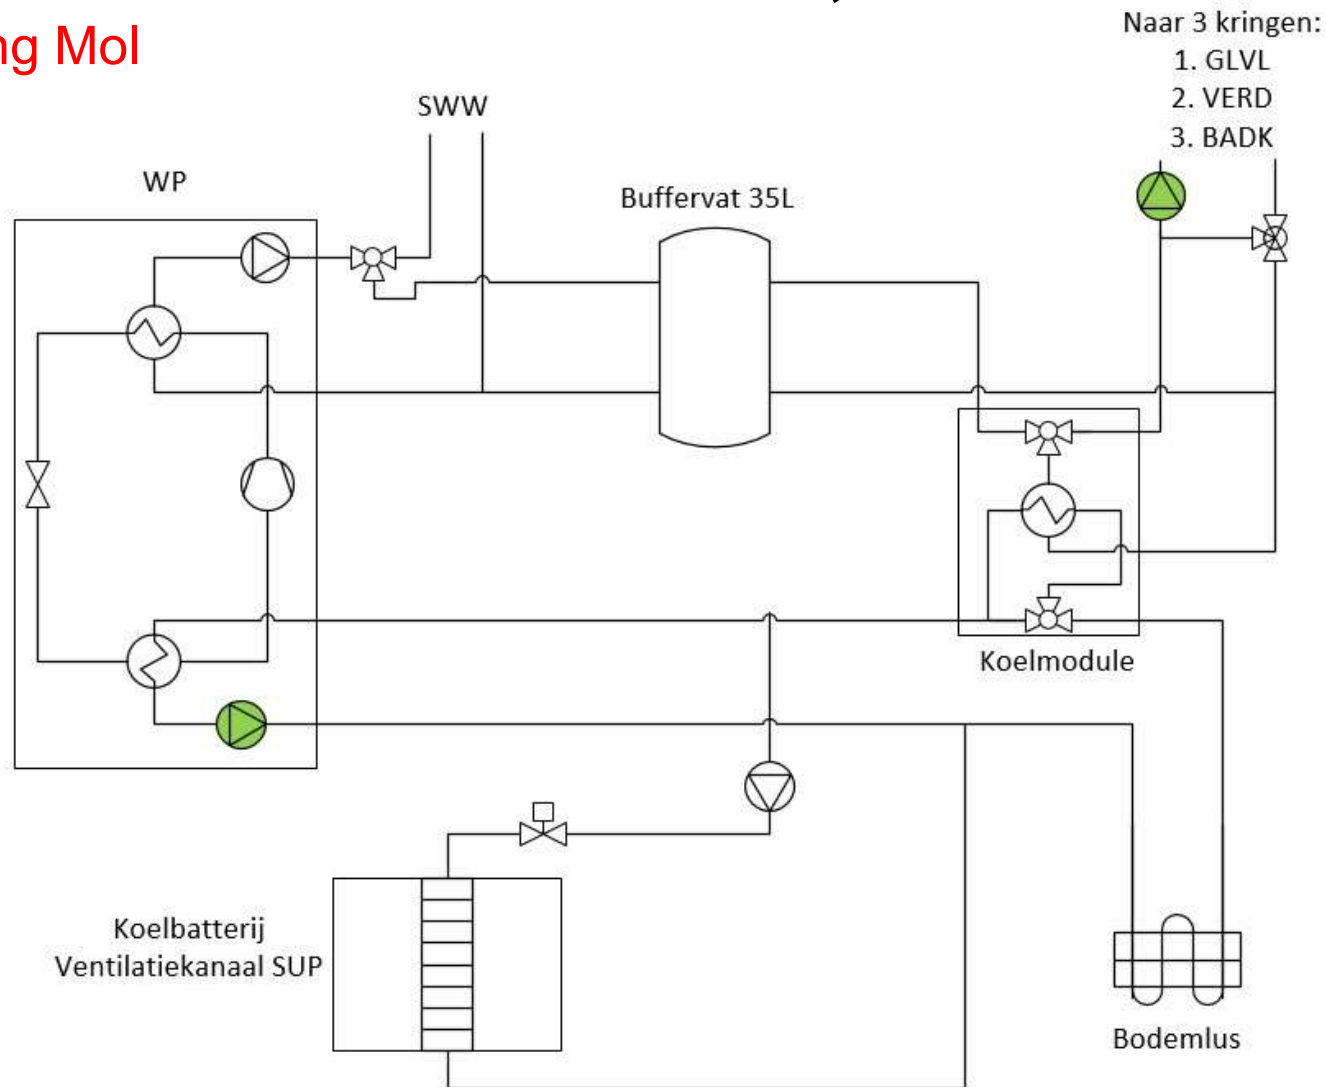 Naar 3 kringen:
1. GLVL
2. VERD
3. BADK
Mol
SWW
WP
Buffervat 35L
Koelmodule
Koelbatterij
Ventilatiekanaal SUP
Bodemlus